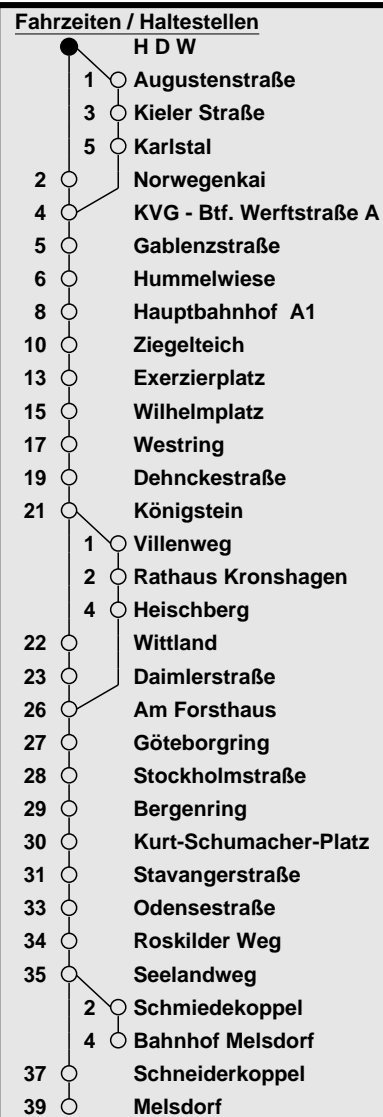 Fahrzeiten / Haltestellen
H D W
1 Augustenstraße
3 Kieler Straße
5 Karlstal
2 Norwegenkai
4 KVG - Btf. Werftstraße A
5 Gablenzstraße
6 Hummelwiese
8 Hauptbahnhof A1
10 Ziegelteich
13 Exerzierplatz
15 Wilhelmplatz
17 Westring
19 Dehnckestraße
21 Königstein
1 Villenweg
2 Rathaus Kronshagen
4 Heischberg
22 Wittland
23 Daimlerstraße
26 Am Forsthaus
27 Göteborgring
28 Stockholmstraße
29 Bergenring
30 Kurt-Schumacher-Platz
31 Stavangerstraße
33 Odensestraße
34 Roskilder Weg
35 Seelandweg
2 Schmiedekoppel
4 Bahnhof Melsdorf
37 Schneiderkoppel
39 Melsdorf